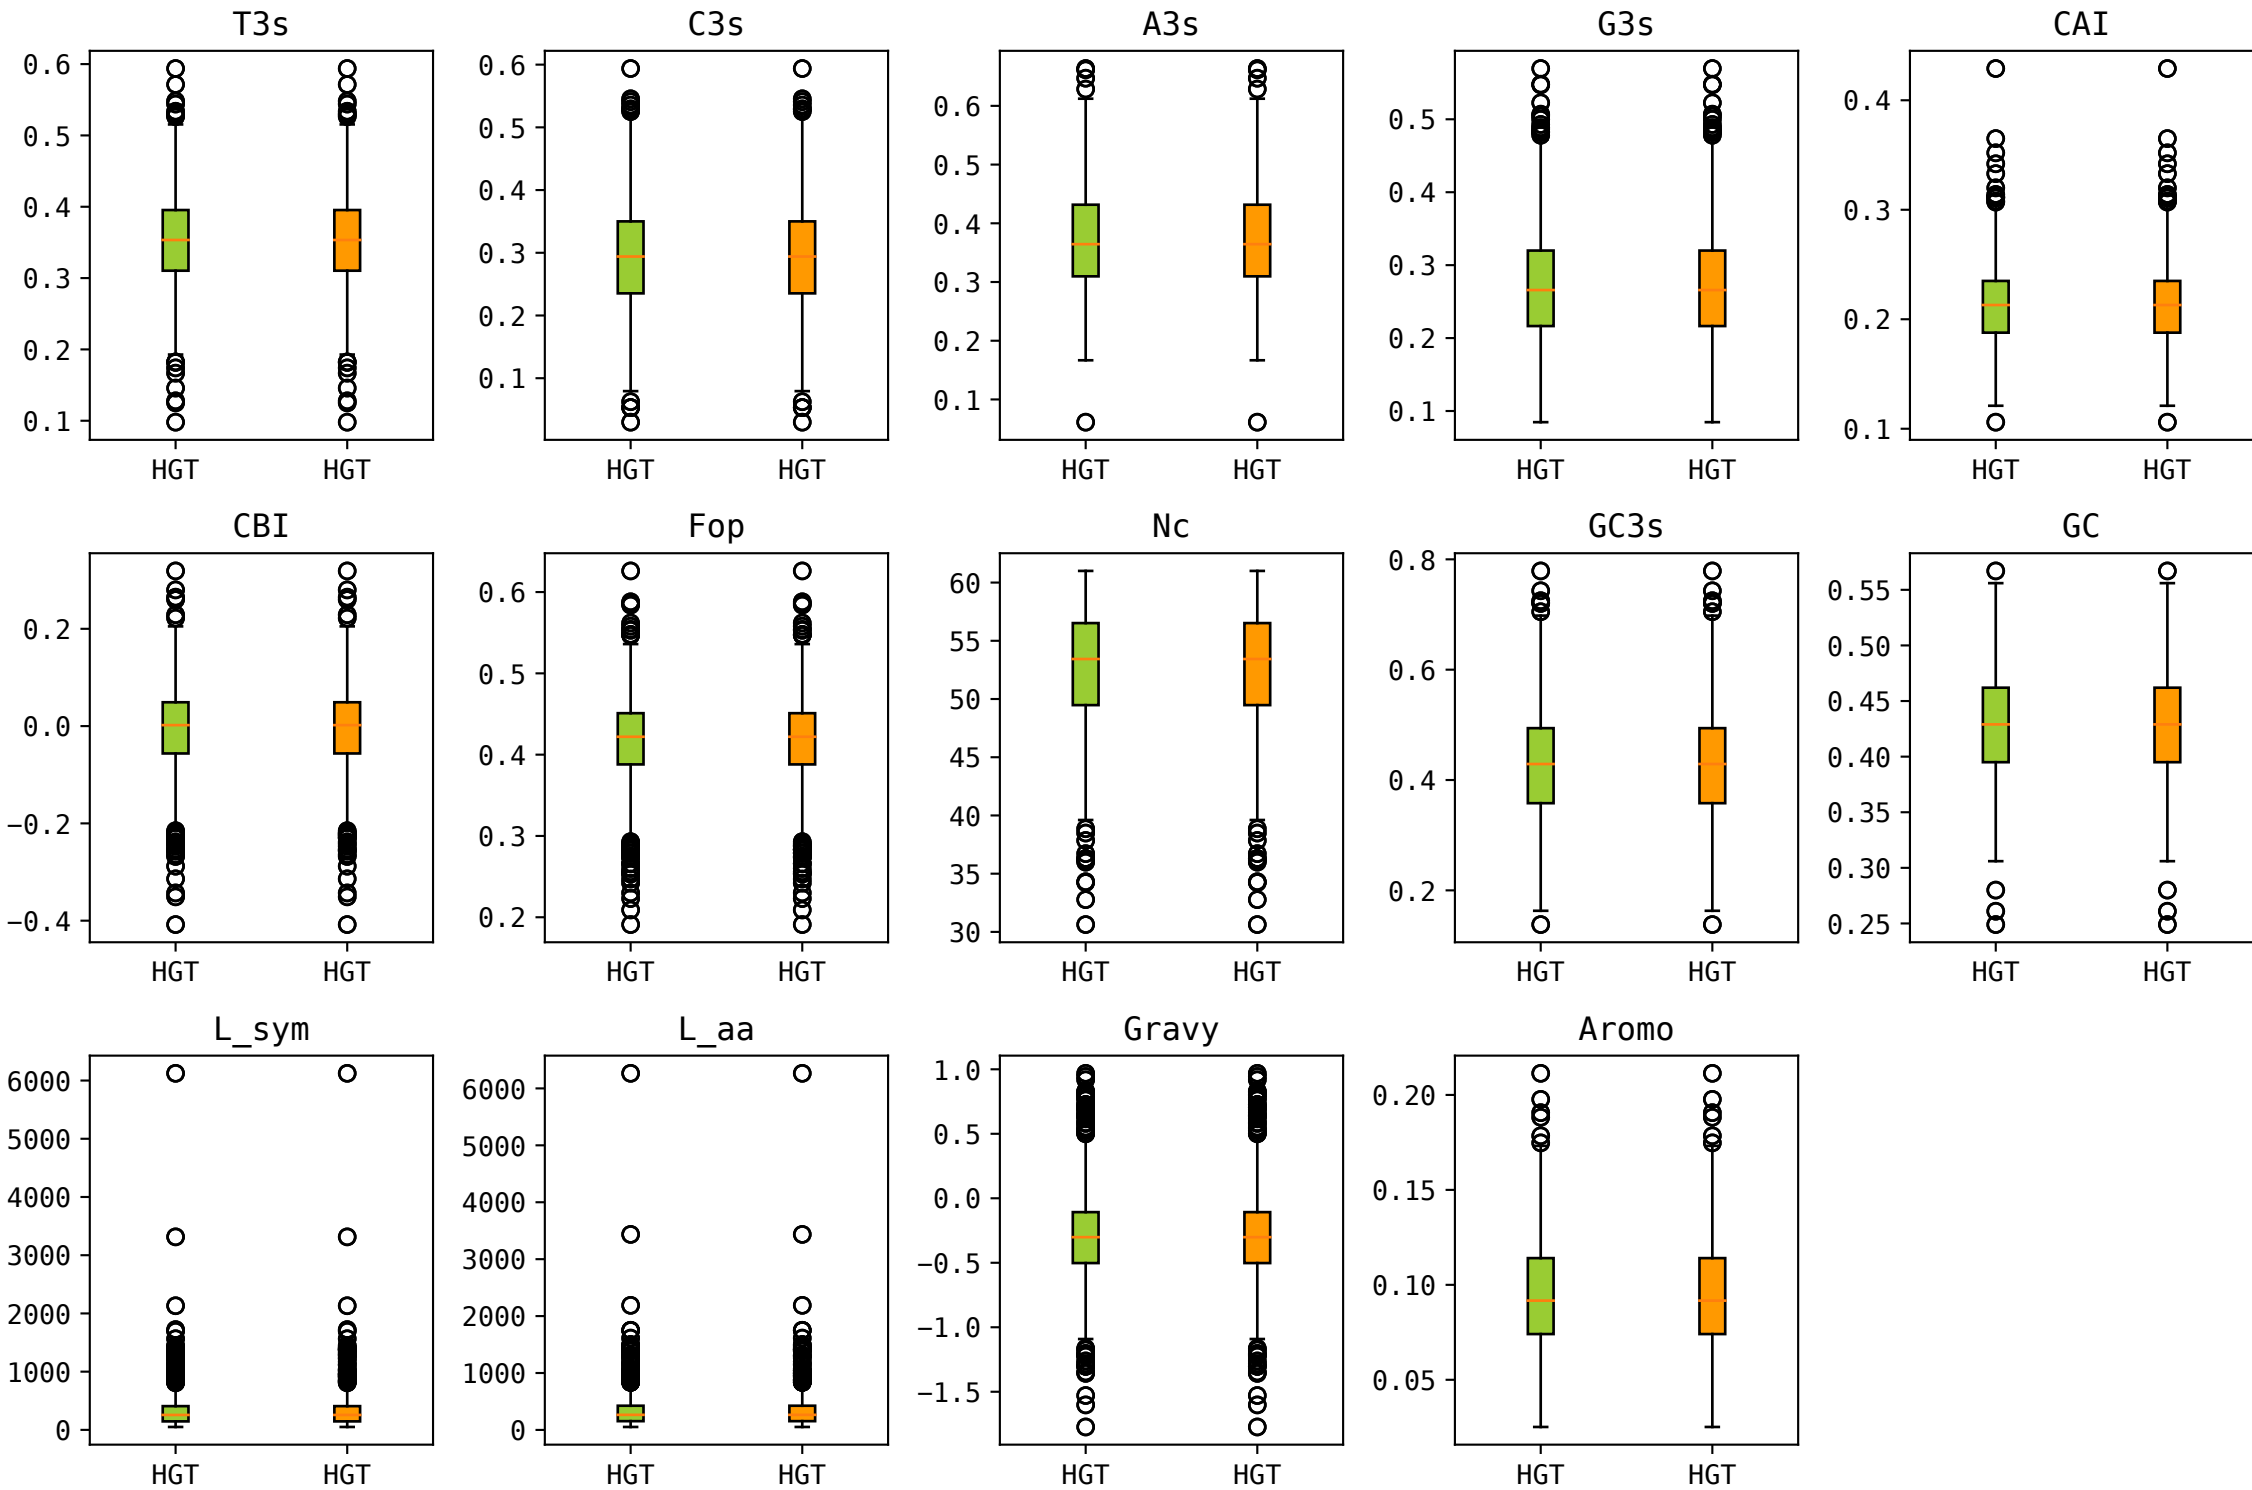 T3s
0.6
0.5
0.4
0.3
0.2
0.1
HGT HGT
C3s
0.6
0.5
0.4
0.3
0.2
0.1
HGT HGT
A3s
0.6
0.5
0.4
0.3
0.2
0.1
HGT HGT
G3s
0.5
0.4
0.3
0.2
0.1
HGT HGT
CAI
0.4
0.3
0.2
0.1
HGT HGT
CBI
0.2
0.0
−0.2
−0.4
HGT HGT
Fop
0.6
0.5
0.4
0.3
0.2
HGT HGT
Nc
60
55
50
45
40
35
30
HGT HGT
GC3s
0.8
0.6
0.4
0.2
HGT HGT
GC
0.55
0.50
0.45
0.40
0.35
0.30
0.25
HGT HGT
L_sym
6000
5000
4000
3000
2000
1000
0
HGT HGT
L_aa
6000
5000
4000
3000
2000
1000
0
HGT HGT
Gravy
1.0
0.5
0.0
−0.5
−1.0
−1.5
HGT HGT
Aromo
0.20
0.15
0.10
0.05
HGT HGT